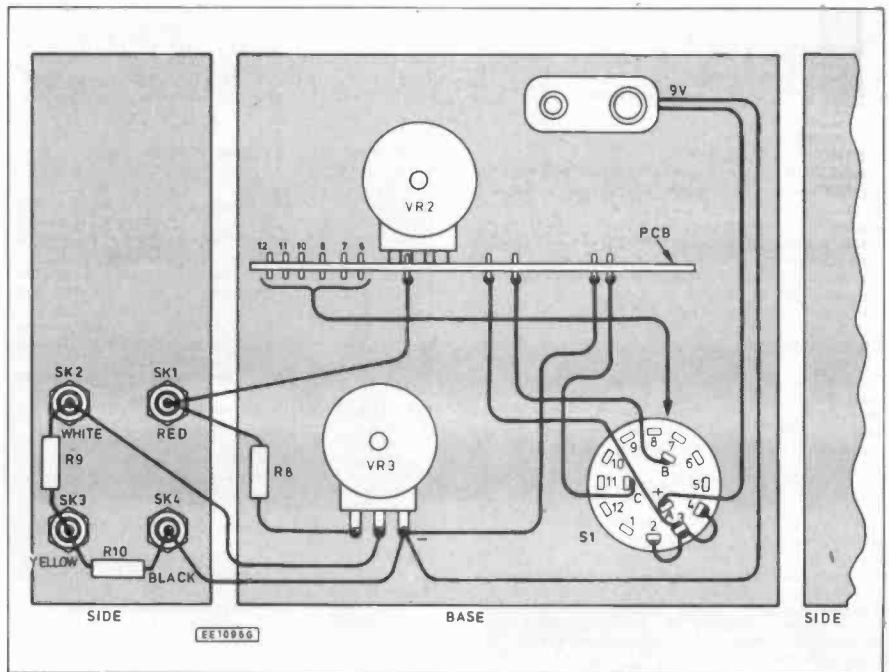 9V
VR2
12 11 10 8 7 6
PCB
SK2
SK1
WHITE
RED
R9
R8
VR3
9
8
7
10
B
6
11
C
+
5
4
12
3
1
2
S1
SK3
SK4
R10
YELLOW
BLACK
–
SIDE
BASE
SIDE
EE1096G